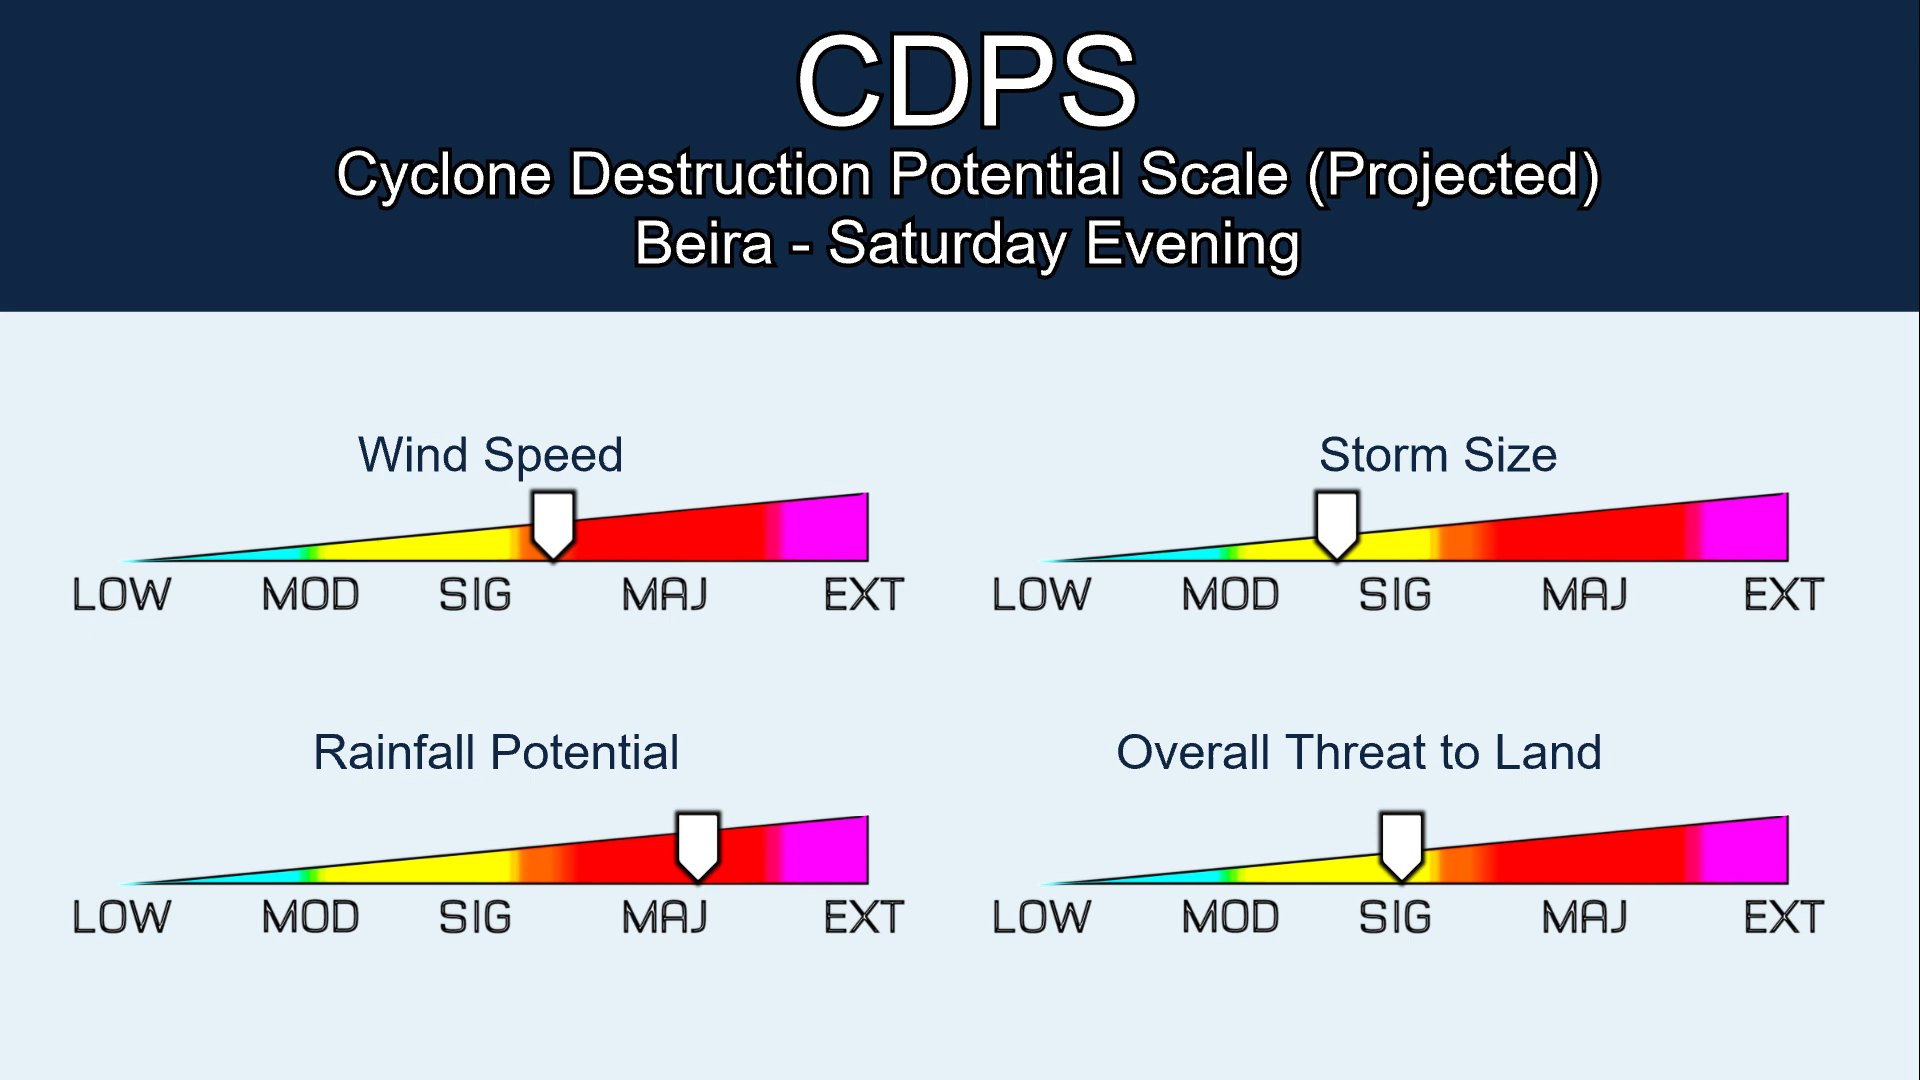 CDPS
Cyclone Destruction Potential Scale (Projected)
Beira - Saturday Evening
Wind Speed
LOW MOD SIG MAJ EXT
Storm Size
LOW MOD SIG MAJ EXT
Rainfall Potential
LOW MOD SIG MAJ EXT
Overall Threat to Land
LOW MOD SIG MAJ EXT